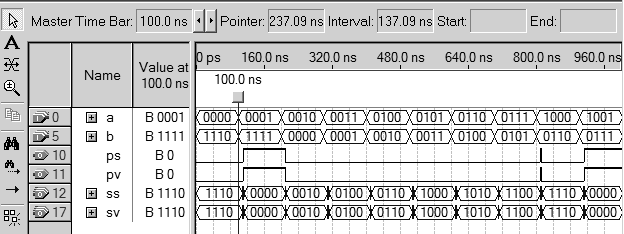 Master Time Bar: 100.0 ns Pointer: 237.09 ns Interval: 137.09 ns Start: End:
A
0 ps 160.0 ns 320.0 ns 480.0 ns 640.0 ns 800.0 ns 960.0 ns
Name Value at 100.0 ns 100.0 ns
0 a B 0001 0000 0001 0010 0011 0100 0101 0110 0111 1000 1001
5 b B 1111 1110 1111 0000 0001 0010 0011 0100 0101 0110 0111
10 ps B 0
11 pv B 0
12 ss B 1110 1110 0000 0010 0100 0110 1000 1010 1100 1110 0000
17 sv B 1110 1110 0000 0010 0100 0110 1000 1010 1100 1110 0000